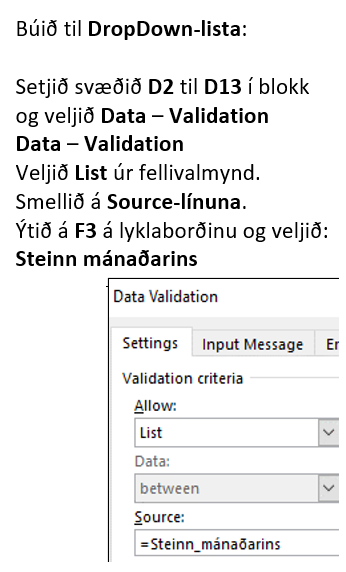 Búið til DropDown-lista:
Setjið svæðið D2 til D13 í blokk
og veljið Data – Validation
Data – Validation
Veljið List úr fellivalmynd.
Smellið á Source-línuna.
Ýtið á F3 á lyklaborðinu og veljið:
Steinn mánaðarins
Data Validation
Settings Input Message Er
Validation criteria
Allow:
List
Data:
between
Source:
=Steinn_mánaðarins